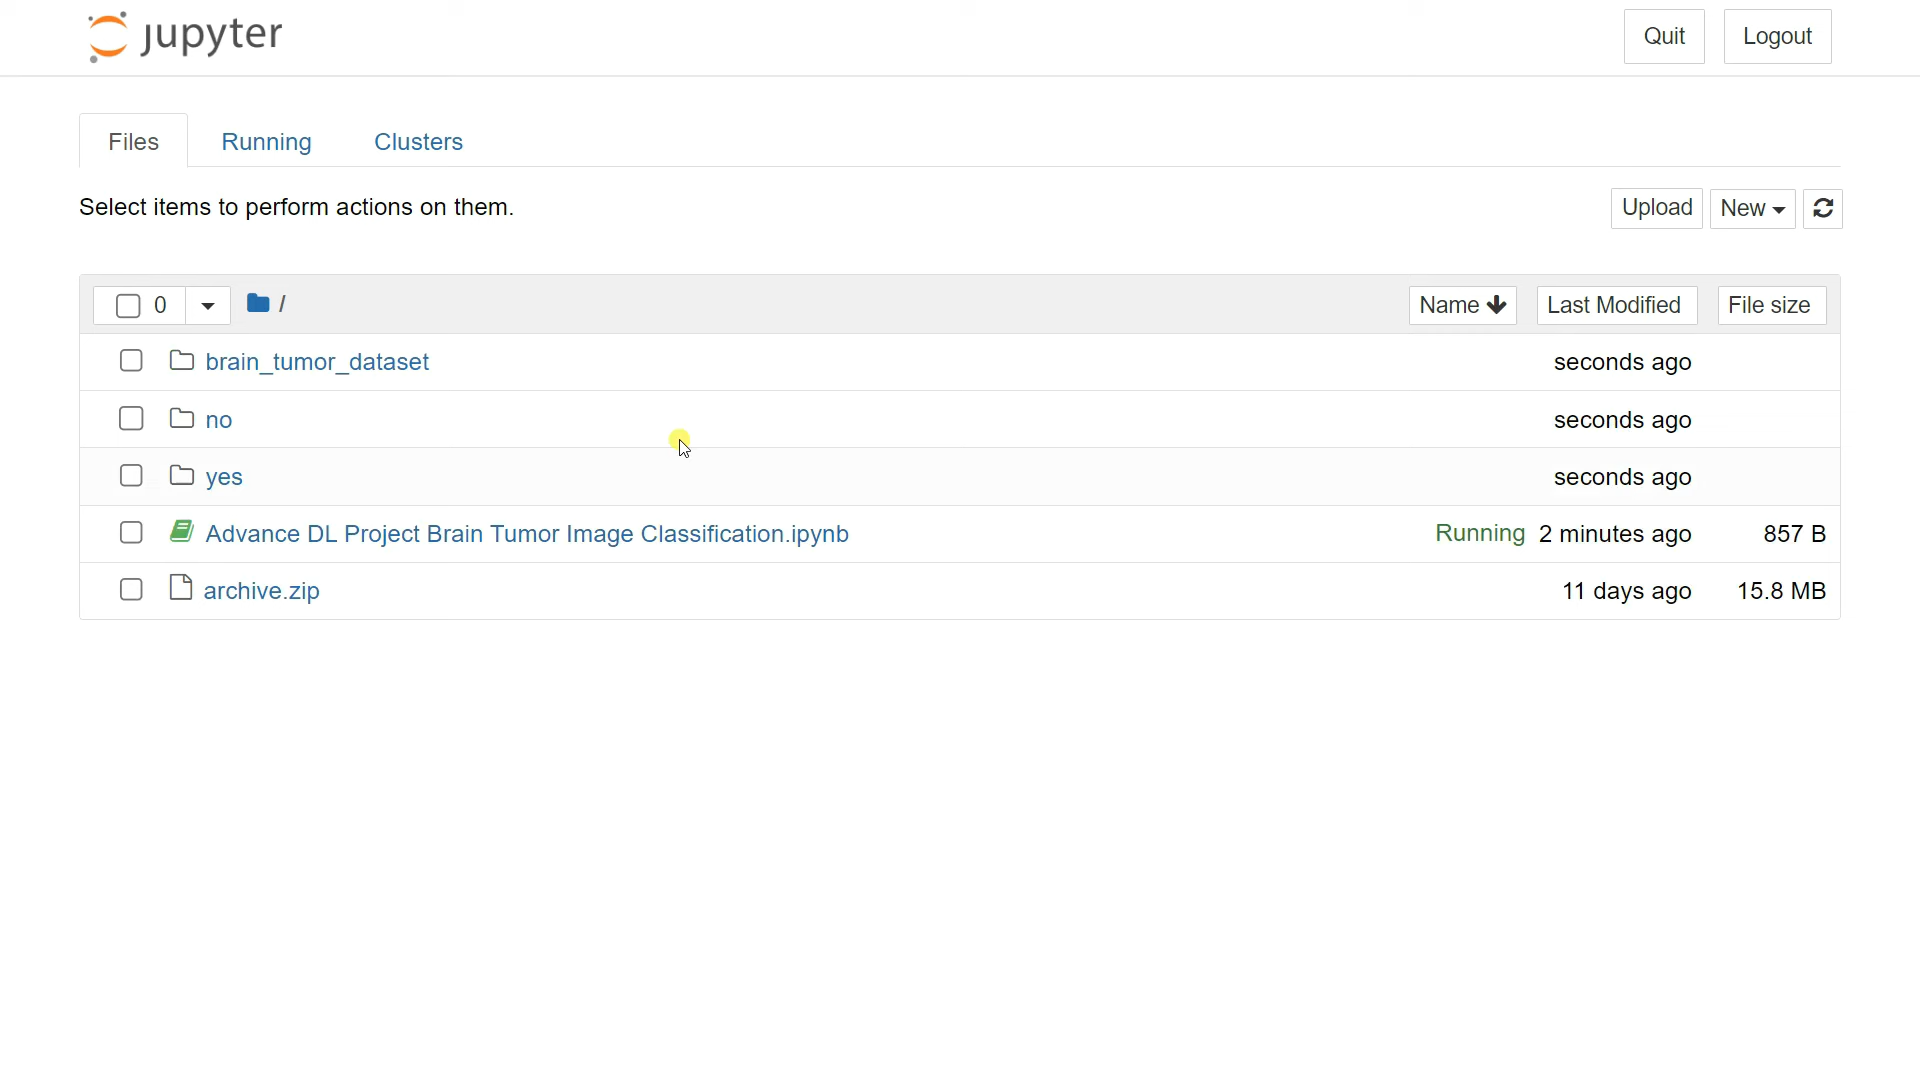 jupyter
Quit
Logout
Files
Running
Clusters
Select items to perform actions on them.
Upload
New
0
/
Name
Last Modified
File size
brain_tumor_dataset
seconds ago
no
seconds ago
yes
seconds ago
Advance DL Project Brain Tumor Image Classification.ipynb
Running 2 minutes ago
857 B
archive.zip
11 days ago
15.8 MB